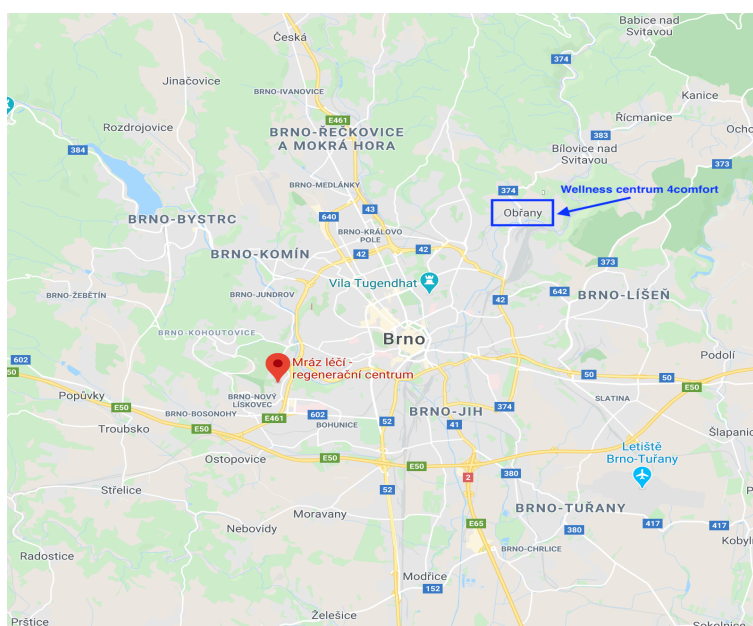 Babice nad
Svitavou
Česká
374
Jinačovice
BRNO-IVANOVICE
Kanice
E461
Řícmanice
Rozdrojovice
BRNO-ŘEČKOVICE
A MOKRÁ HORA
383
Ocho
384
Bílovice nad
Svitavou
373
BRNO-MEDLÁNKY
374
Wellness centrum 4comfort
43
640
Obřany
BRNO-BYSTRC
BRNO-KRÁLOVO
POLE
42
42
BRNO-KOMÍN
373
Vila Tugendhat
642
BRNO-LÍŠEŇ
BRNO-ŽEBĚTÍN
BRNO-JUNDROV
42
BRNO-KOHOUTOVICE
Brno
602
Mráz léčí -
regenerační centrum
Podolí
50
50
50
E50
Popůvky
BRNO-NOVÝ
LÍSKOVEC
SLATINA
E50
374
BRNO-BOSONOHY
602
BRNO-JIH
E461
BOHUNICE
52
41
Troubsko
E50
Šlapanic
Letiště
Brno-Tuřany
Ostopovice
E50
E50
380
2
Střelice
52
P
BRNO-TUŘANY
Moravany
Nebovidy
E65
380
417
417
Kobyl
BRNO-CHRLICE
Radostice
Modřice
152
Želešice
Prštice
Sokolnice